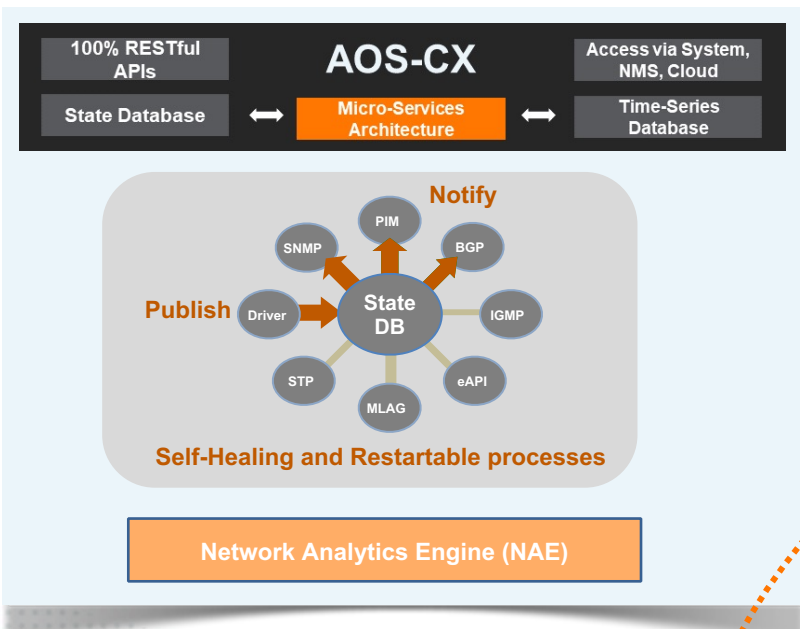 100% RESTful
APIs
AOS-CX
Access via System,
NMS, Cloud
State Database
Micro-Services
Architecture
Time-Series
Database
Notify
PIM
SNMP
BGP
Publish
Driver
State
DB
IGMP
STP
eAPI
MLAG
Self-Healing and Restartable processes
Network Analytics Engine (NAE)